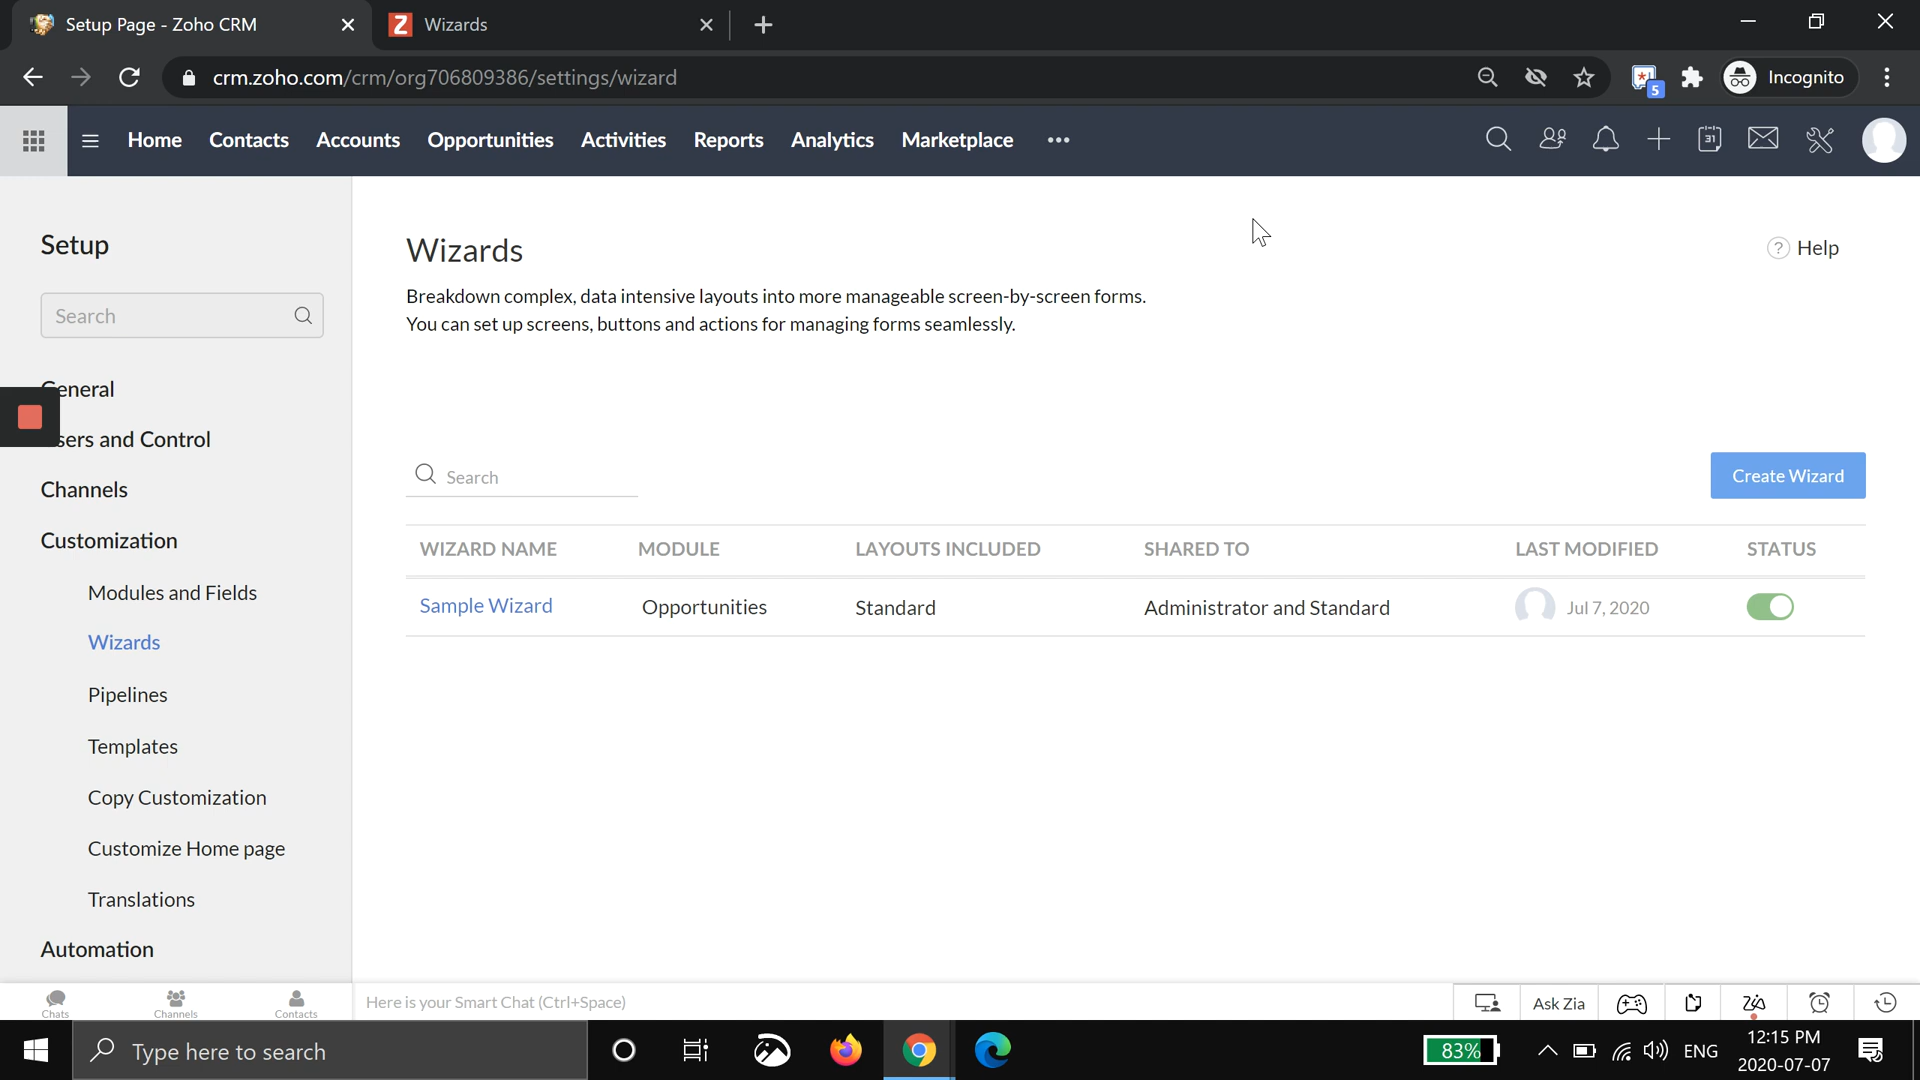 Setup Page - Zoho CRM
Wizards
crm.zoho.com/crm/org706809386/settings/wizard
5
Incognito
Home Contacts Accounts Opportunities Activities Reports Analytics Marketplace •••
31
Setup
Search
General
sers and Control
Channels
Customization
Modules and Fields
Wizards
Pipelines
Templates
Copy Customization
Customize Home page
Translations
Automation
Wizards
? Help
Breakdown complex, data intensive layouts into more manageable screen-by-screen forms.
You can set up screens, buttons and actions for managing forms seamlessly.
Search
Create Wizard
WIZARD NAME MODULE LAYOUTS INCLUDED SHARED TO LAST MODIFIED STATUS
Sample Wizard Opportunities Standard Administrator and Standard Jul 7, 2020
Chats Channels Contacts
Here is your Smart Chat (Ctrl+Space)
Ask Zia
Type here to search
83%
ENG
12:15 PM
2020-07-07